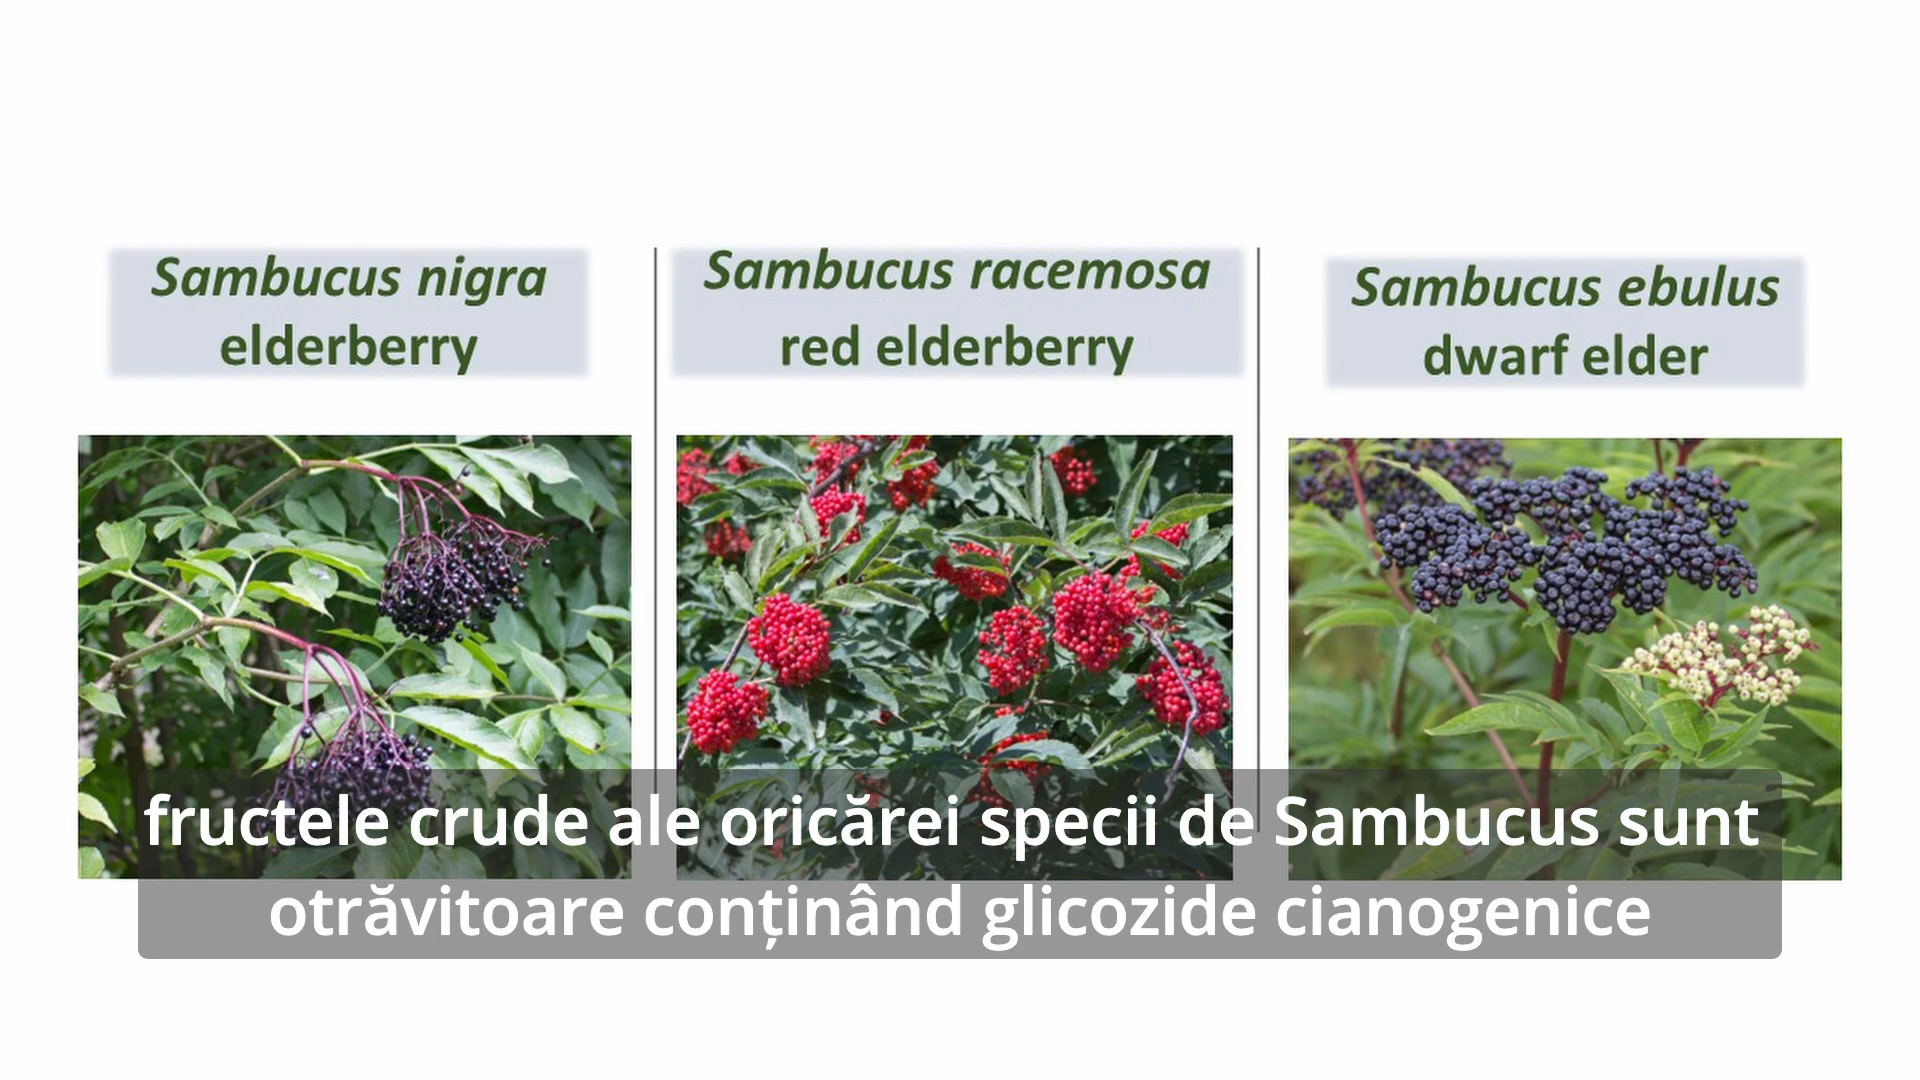 Sambucus nigra
elderberry
Sambucus racemosa
red elderberry
Sambucus ebulus
dwarf elder
fructele crude ale oricărei specii de Sambucus sunt
otrăvitoare conținând glicozide cianogenice